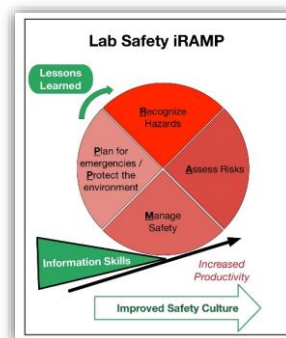 Lab Safety iRAMP
Lessons
Learned
Recognize
Hazards
Plan for
emergencies /
Protect the
environment
Assess Risks
Manage
Safety
Information Skills
Increased
Productivity
Improved Safety Culture